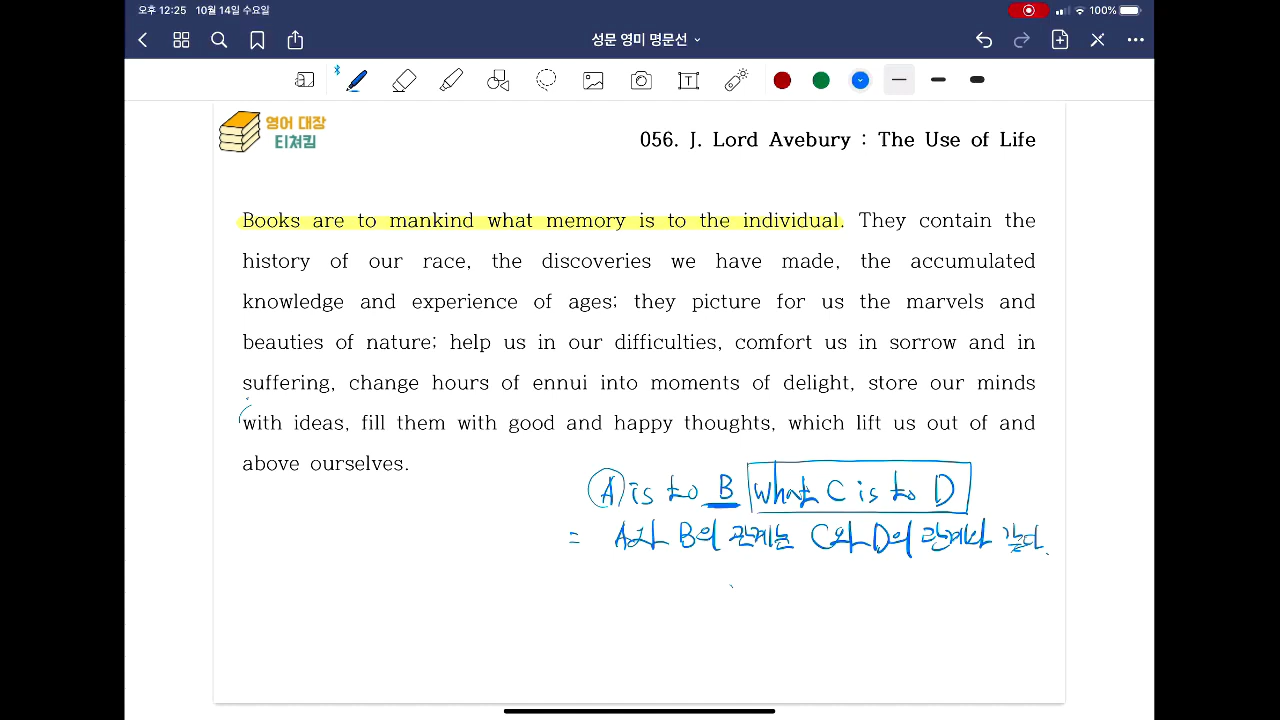 오후 12:25 10월 14일 수요일
100%
성문 영미 명문선
영어 대장
티쳐킴
056. J. Lord Avebury : The Use of Life
Books are to mankind what memory is to the individual. They contain the
history of our race, the discoveries we have made, the accumulated
knowledge and experience of ages; they picture for us the marvels and
beauties of nature; help us in our difficulties, comfort us in sorrow and in
suffering, change hours of ennui into moments of delight, store our minds
with ideas, fill them with good and happy thoughts, which lift us out of and
above ourselves.
A is to B what C is to D
= A와 B의 관계는 C와 D의 관계와 같다.